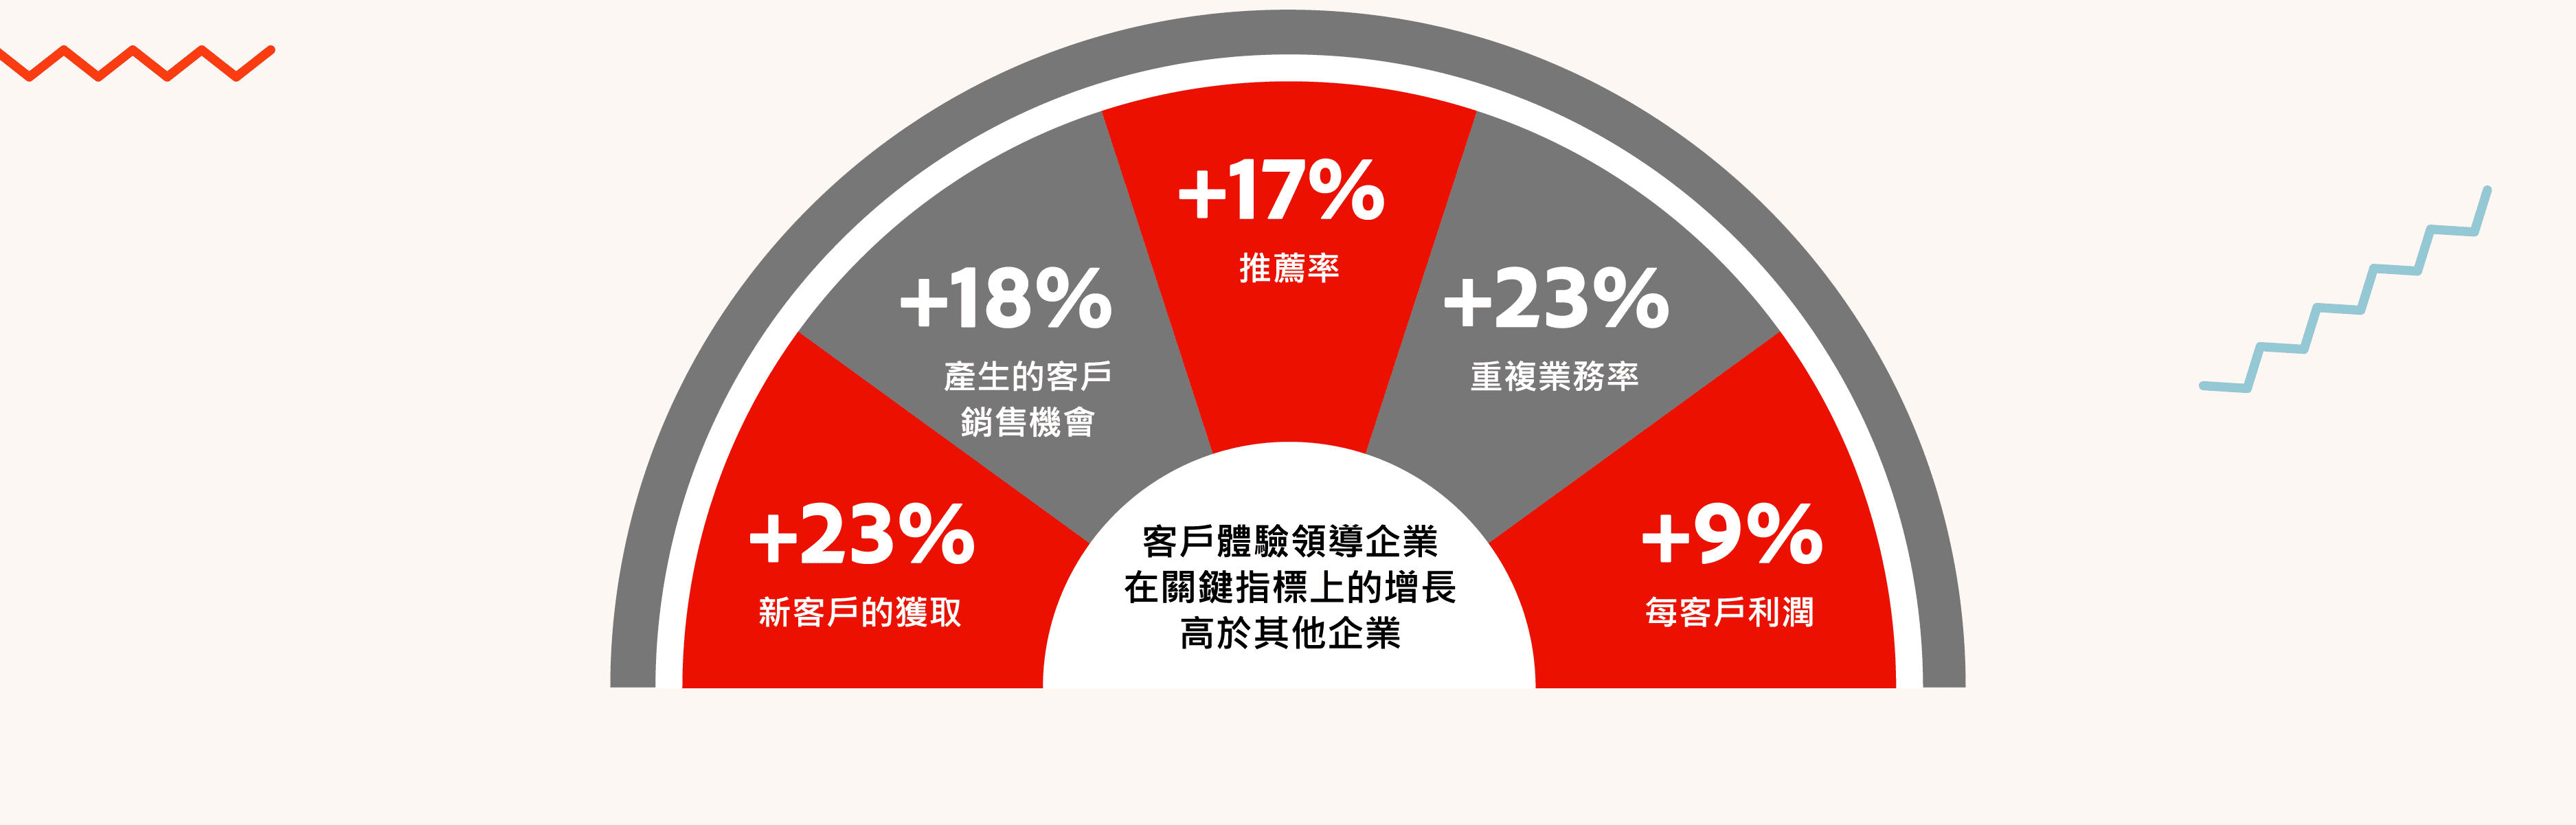 +23%
新客戶的獲取
+18%
產生的客戶
銷售機會
+17%
推薦率
+23%
重複業務率
+9%
每客戶利潤
客戶體驗領導企業
在關鍵指標上的增長
高於其他企業